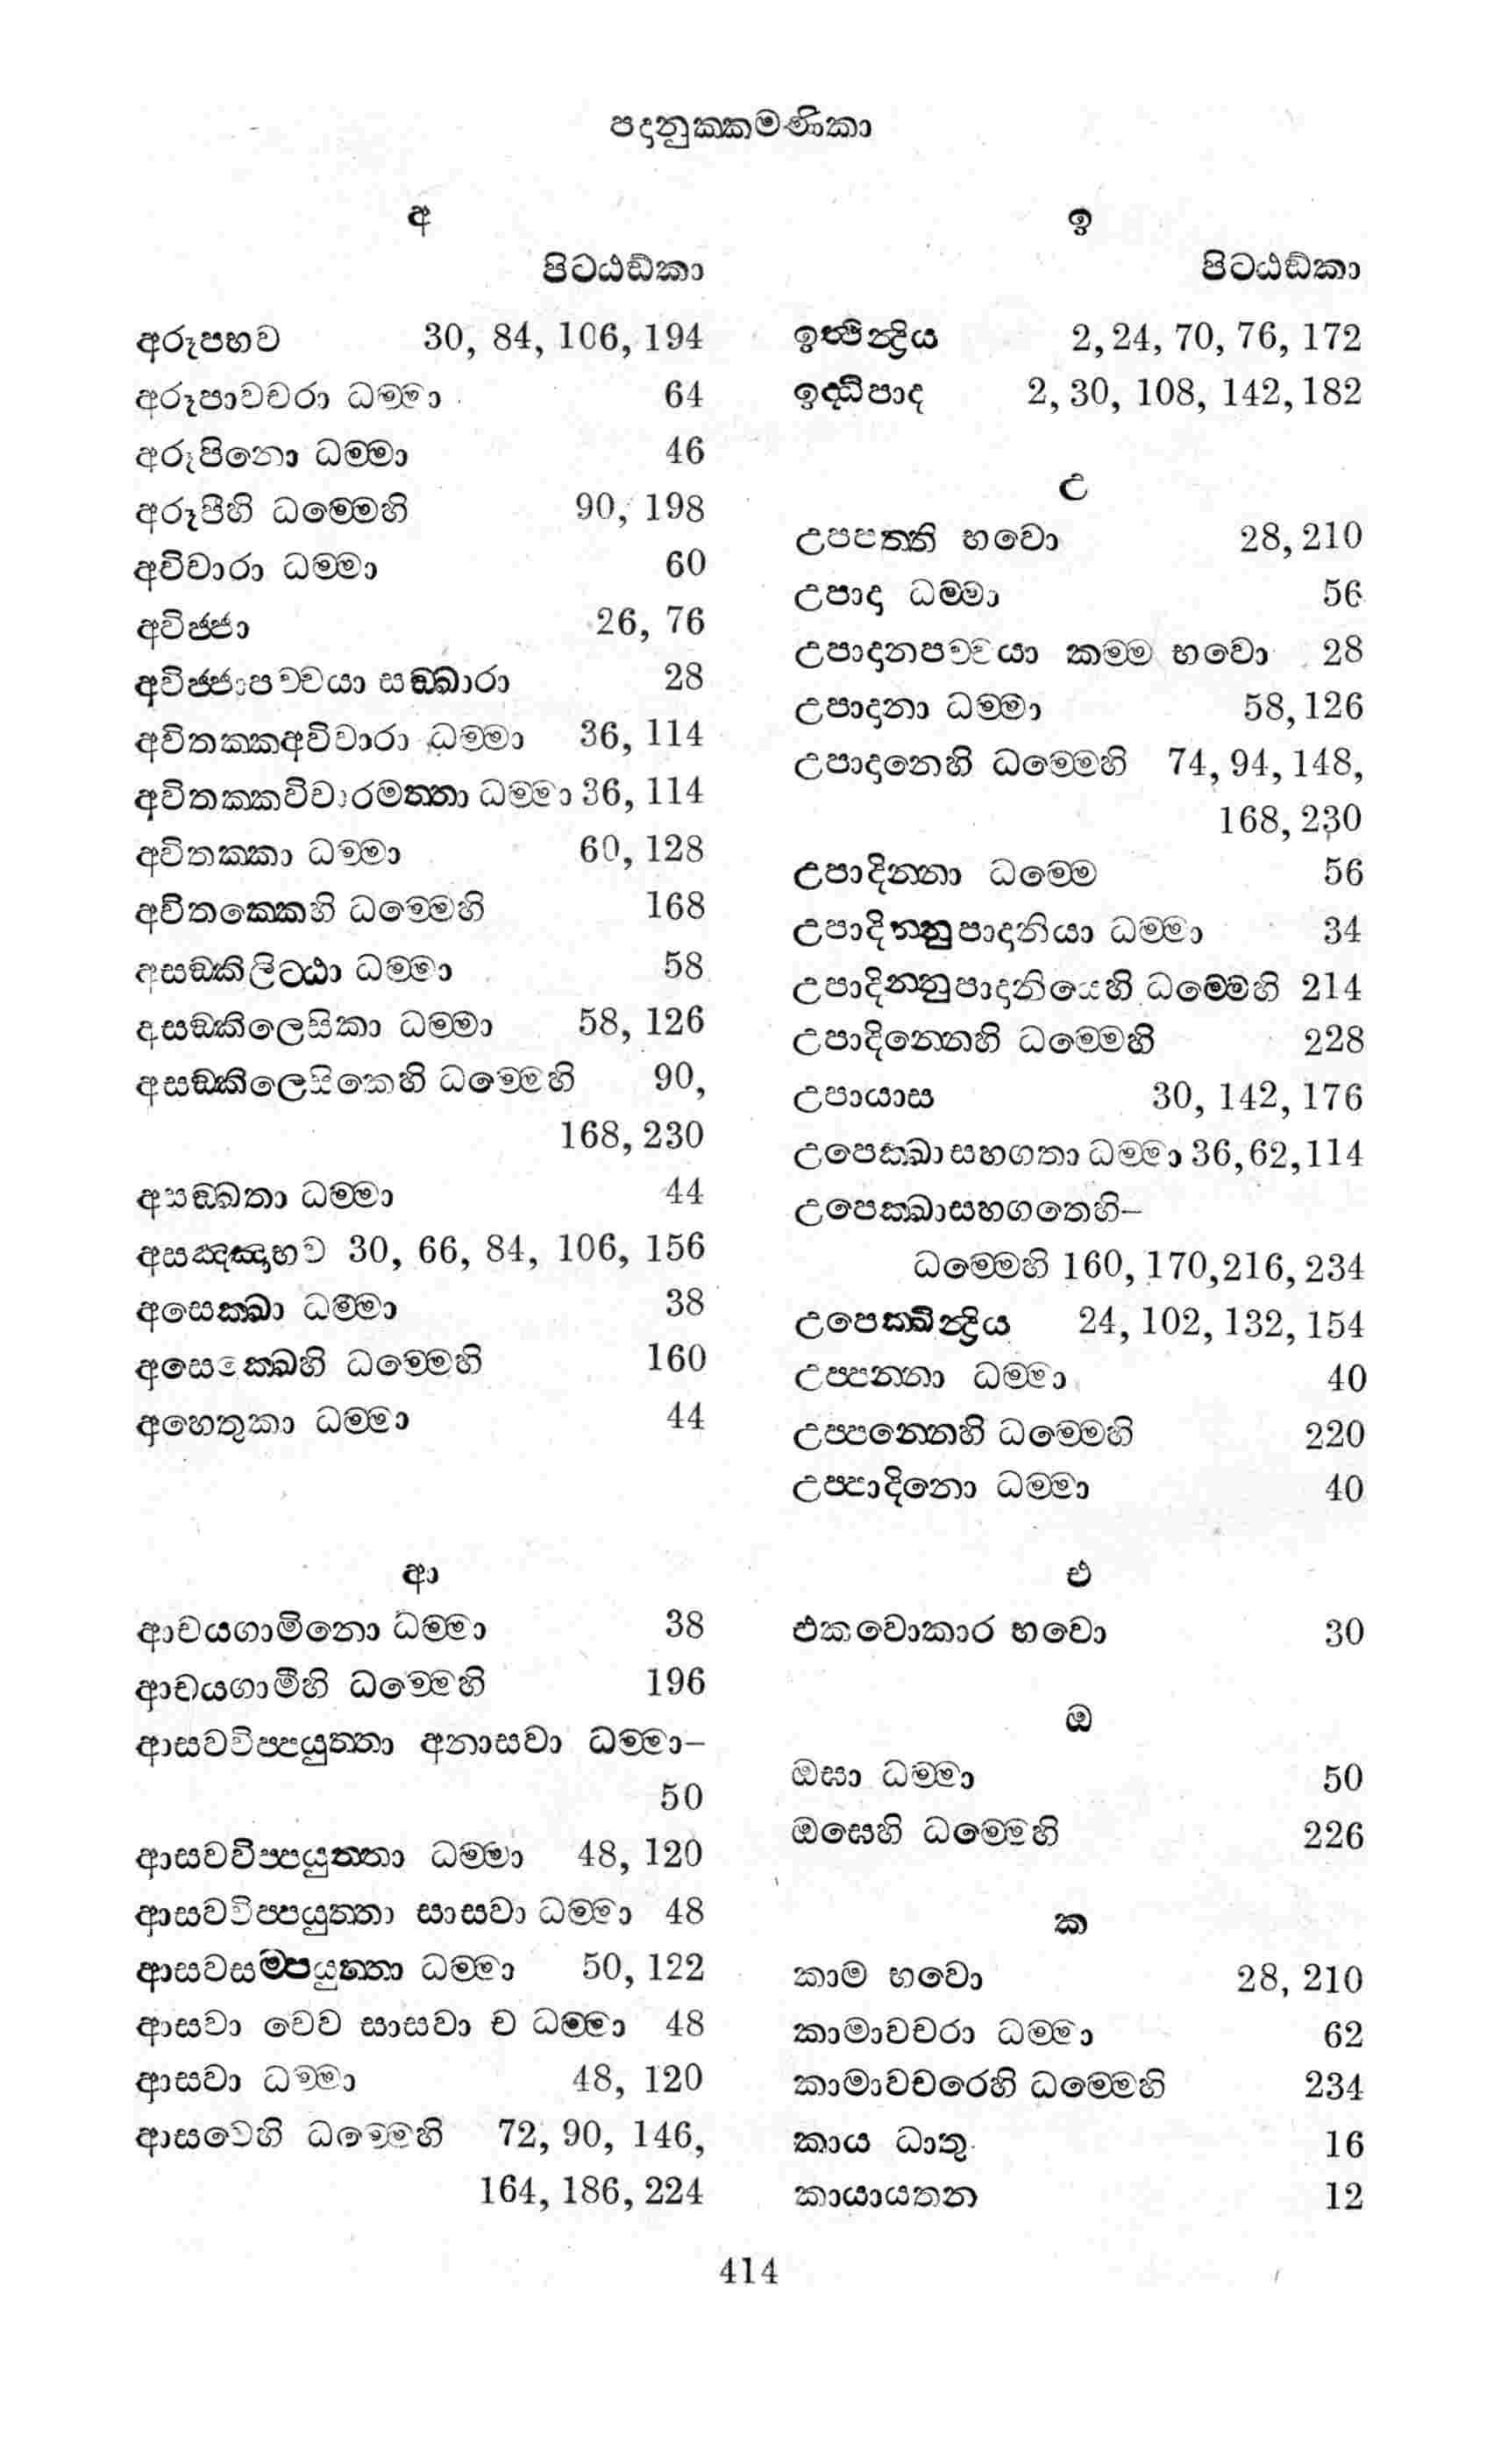 පදානුක්කමණිකා
අ
පිටඨඞ්කා
අරූපභව 30, 84, 106, 194
අරූපාවචරා ධම්මා 64
අරූපිනො ධම්මා 46
අරූපීහි ධම්මෙහි 90, 198
අවිචාරා ධම්මා 60
අවිජ්ජා 26, 76
අවිජ්ජාපච්චයා සඞ්ඛාරා 28
අවිතක්කඅවිචාරා ධම්මා 36, 114
අවිතක්කවිචාරමත්තා ධම්මා 36, 114
අවිතක්කා ධම්මා 60, 128
අවිතක්කෙහි ධම්මෙහි 168
අසඞ්කිලිට්ඨා ධම්මා 58
අසඞ්කිලෙසිකා ධම්මා 58, 126
අසඞ්කිලෙසිකෙහි ධම්මෙහි 90,
168, 230
අසඞ්ඛතා ධම්මා 44
අසඤ්ඤාභව 30, 66, 84, 106, 156
අසෙක්ඛා ධම්මා 38
අසෙක්ඛෙහි ධම්මෙහි 160
අහෙතුකා ධම්මා 44
ආ
ආචයගාමිනො ධම්මා 38
ආචයගාමීහි ධම්මෙහි 196
ආසවවිප්පයුත්තා අනාසවා ධම්මා–
50
ආසවවිප්පයුත්තා ධම්මා 48, 120
ආසවවිප්පයුත්තා සාසවා ධම්මා 48
ආසවසම්පයුත්තා ධම්මා 50, 122
ආසවා චෙව සාසවා ච ධම්මා 48
ආසවා ධම්මා 48, 120
ආසවෙහි ධම්මෙහි 72, 90, 146,
164, 186, 224
ඉ
පිටඨඞ්කා
ඉත්ථින්ද්‍රිය 2, 24, 70, 76, 172
ඉද්ධිපාද 2, 30, 108, 142, 182
උ
උපපත්ති භවො 28, 210
උපාදා ධම්මා 56
උපාදානපච්චයා කම්ම භවො 28
උපාදානා ධම්මා 58, 126
උපාදානෙහි ධම්මෙහි 74, 94, 148,
168, 230
උපාදින්නා ධම්මෙ 56
උපාදින්නුපාදානියා ධම්මා 34
උපාදින්නුපාදානියෙහි ධම්මෙහි 214
උපාදින්නෙහි ධම්මෙහි 228
උපායාස 30, 142, 176
උපෙක්ඛාසහගතා ධම්මා 36, 62, 114
උපෙක්ඛාසහගතෙහි–
ධම්මෙහි 160, 170, 216, 234
උපෙක්ඛින්ද්‍රිය 24, 102, 132, 154
උප්පන්නා ධම්මා 40
උප්පන්නෙහි ධම්මෙහි 220
උප්පාදිනො ධම්මා 40
එ
එකවොකාර භවො 30
ඔ
ඔඝා ධම්මා 50
ඔඝෙහි ධම්මෙහි 226
ක
කාම භවො 28, 210
කාමාවචරා ධම්මා 62
කාමාවචරෙහි ධම්මෙහි 234
කාය ධාතු 16
කායායතන 12
414